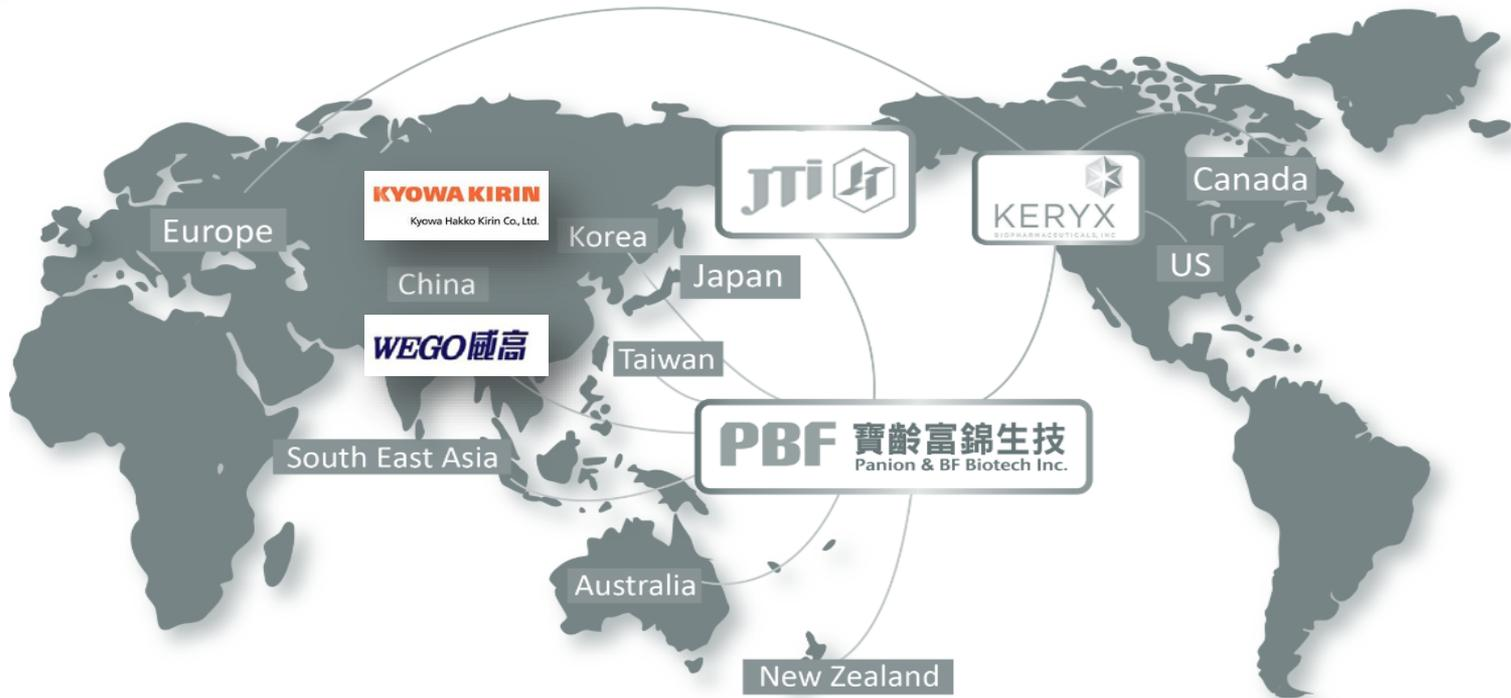 KYOWA KIRIN
Kyowa Hakko Kirin Co., Ltd.
JTi
KERYX
BIOPHARMACEUTICALS, INC
Canada
Europe
Korea
US
China
Japan
WEGO威高
Taiwan
PBF 寶齡富錦生技
Panion & BF Biotech Inc.
South East Asia
Australia
New Zealand